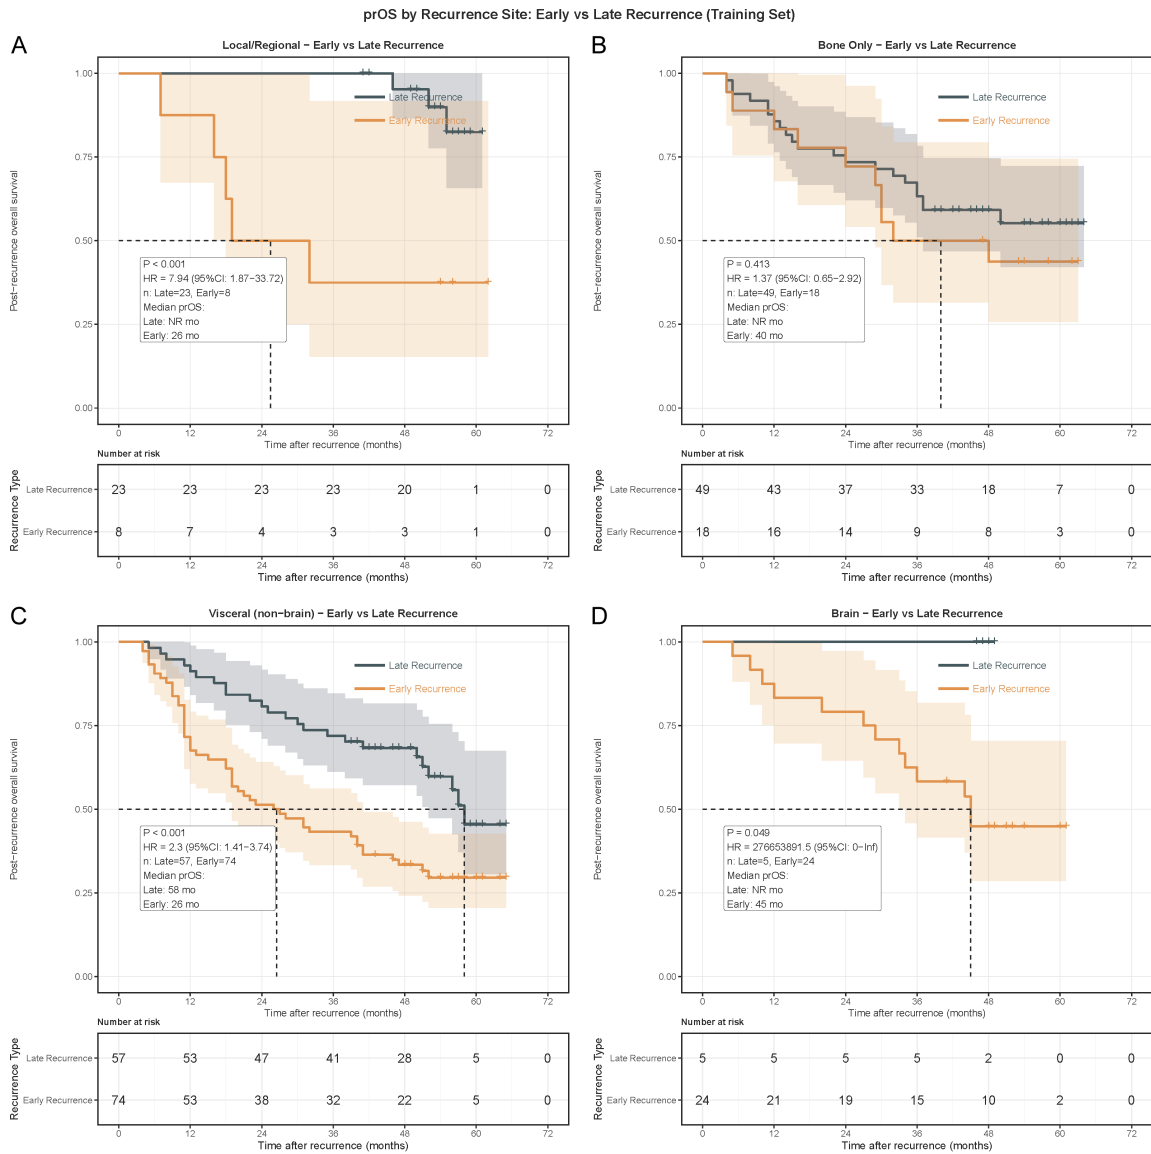 prOS by Recurrence Site: Early vs Late Recurrence (Training Set)
A
Local/Regional − Early vs Late Recurrence
Post−recurrence overall survival
1.00
0.75
0.50
0.25
0.00
Late Recurrence
Early Recurrence
P < 0.001
HR = 7.94 (95%CI: 1.87−33.72)
n: Late=23, Early=8
Median prOS:
Late: NR mo
Early: 26 mo
0 12 24 36 48 60 72
Time after recurrence (months)
Number at risk
Recurrence Type
Late Recurrence 23 23 23 23 20 1 0
Early Recurrence 8 7 4 3 3 1 0
0 12 24 36 48 60 72
Time after recurrence (months)
B
Bone Only − Early vs Late Recurrence
Post−recurrence overall survival
1.00
0.75
0.50
0.25
0.00
Late Recurrence
Early Recurrence
P = 0.413
HR = 1.37 (95%CI: 0.65−2.92)
n: Late=49, Early=18
Median prOS:
Late: NR mo
Early: 40 mo
0 12 24 36 48 60 72
Time after recurrence (months)
Number at risk
Recurrence Type
Late Recurrence 49 43 37 33 18 7 0
Early Recurrence 18 16 14 9 8 3 0
0 12 24 36 48 60 72
Time after recurrence (months)
C
Visceral (non−brain) − Early vs Late Recurrence
Post−recurrence overall survival
1.00
0.75
0.50
0.25
0.00
Late Recurrence
Early Recurrence
P < 0.001
HR = 2.3 (95%CI: 1.41−3.74)
n: Late=57, Early=74
Median prOS:
Late: 58 mo
Early: 26 mo
0 12 24 36 48 60 72
Time after recurrence (months)
Number at risk
Recurrence Type
Late Recurrence 57 53 47 41 28 5 0
Early Recurrence 74 53 38 32 22 5 0
0 12 24 36 48 60 72
Time after recurrence (months)
D
Brain − Early vs Late Recurrence
Post−recurrence overall survival
1.00
0.75
0.50
0.25
0.00
Late Recurrence
Early Recurrence
P = 0.049
HR = 276653891.5 (95%CI: 0−Inf)
n: Late=5, Early=24
Median prOS:
Late: NR mo
Early: 45 mo
0 12 24 36 48 60 72
Time after recurrence (months)
Number at risk
Recurrence Type
Late Recurrence 5 5 5 5 2 0 0
Early Recurrence 24 21 19 15 10 2 0
0 12 24 36 48 60 72
Time after recurrence (months)